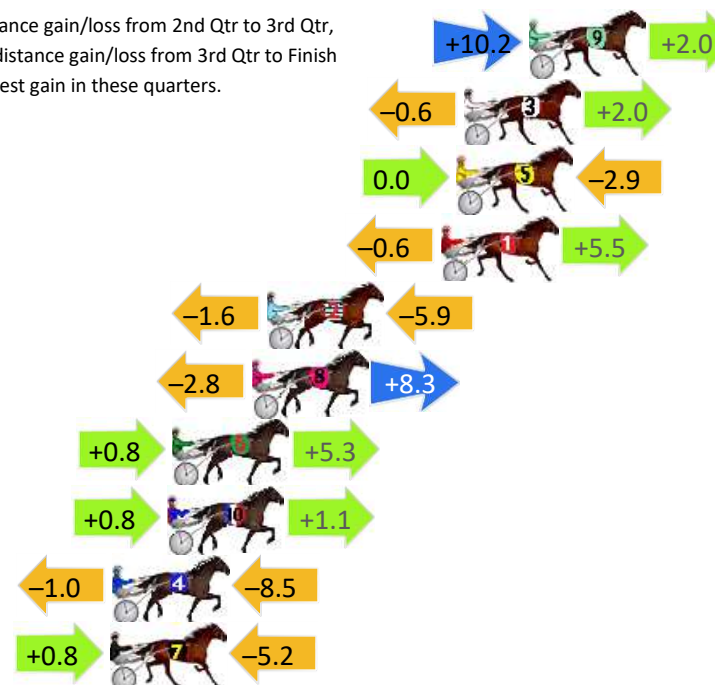 ance gain/loss from 2nd Qtr to 3rd Qtr,
distance gain/loss from 3rd Qtr to Finish
est gain in these quarters.
+10.2 9 +2.0
–0.6 3 +2.0
0.0 5 –2.9
–0.6 1 +5.5
–1.6 2 –5.9
–2.8 8 +8.3
+0.8 6 +5.3
+0.8 10 +1.1
–1.0 4 –8.5
+0.8 7 –5.2